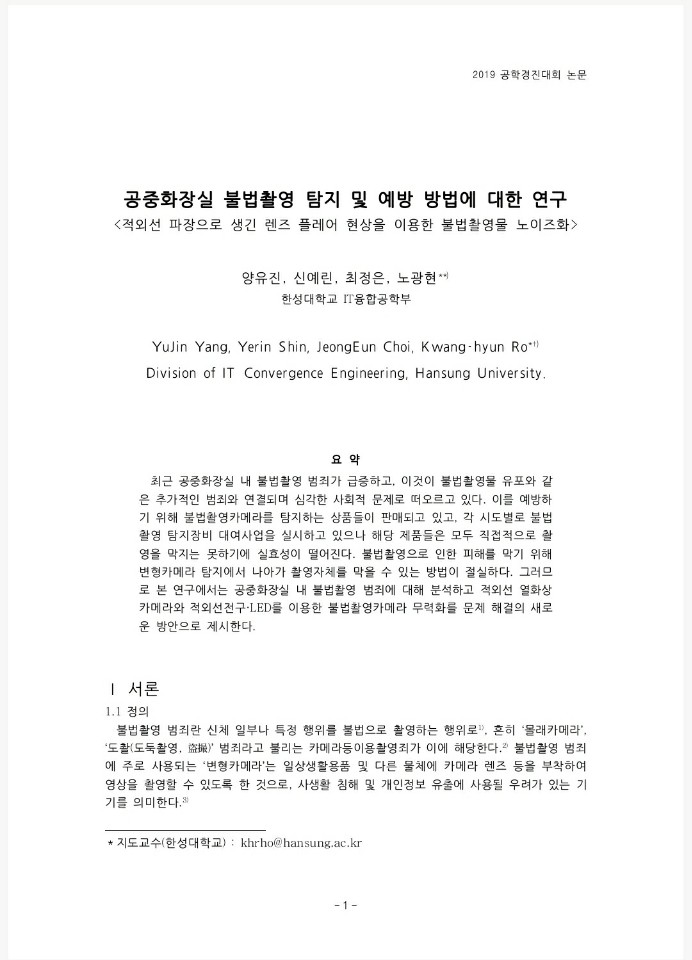 2019 공학경진대회 논문
공중화장실 불법촬영 탐지 및 예방 방법에 대한 연구
<적외선 파장으로 생긴 렌즈 플레어 현상을 이용한 불법촬영물 노이즈화>
양유진, 신예린, 최정은, 노광현**)
한성대학교 IT융합공학부
YuJin Yang, Yerin Shin, JeongEun Choi, Kwang-hyun Ro*†)
Division of IT Convergence Engineering, Hansung University.
요 약
최근 공중화장실 내 불법촬영 범죄가 급증하고, 이것이 불법촬영물 유포와 같
은 추가적인 범죄와 연결되며 심각한 사회적 문제로 떠오르고 있다. 이를 예방하
기 위해 불법촬영카메라를 탐지하는 상품들이 판매되고 있고, 각 시도별로 불법
촬영 탐지장비 대여사업을 실시하고 있으나 해당 제품들은 모두 직접적으로 촬
영을 막지는 못하기에 실효성이 떨어진다. 불법촬영으로 인한 피해를 막기 위해
변형카메라 탐지에서 나아가 촬영자체를 막을 수 있는 방법이 절실하다. 그러므
로 본 연구에서는 공중화장실 내 불법촬영 범죄에 대해 분석하고 적외선 열화상
카메라와 적외선전구·LED를 이용한 불법촬영카메라 무력화를 문제 해결의 새로
운 방안으로 제시한다.
Ⅰ 서론
1.1 정의
불법촬영 범죄란 신체 일부나 특정 행위를 불법으로 촬영하는 행위로1), 흔히 ‘몰래카메라’,
‘도촬(도둑촬영, 盜撮)’ 범죄라고 불리는 카메라등이용촬영죄가 이에 해당한다.2) 불법촬영 범죄
에 주로 사용되는 ‘변형카메라’는 일상생활용품 및 다른 물체에 카메라 렌즈 등을 부착하여
영상을 촬영할 수 있도록 한 것으로, 사생활 침해 및 개인정보 유출에 사용될 우려가 있는 기
기를 의미한다.3)
* 지도교수(한성대학교) : khrho@hansung.ac.kr
- 1 -